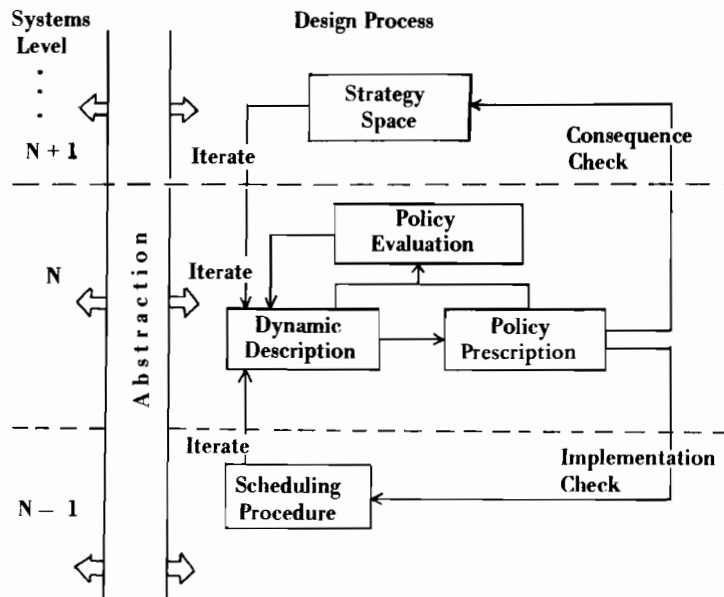 Systems
Level
Design Process
Strategy
Space
Consequence
Check
Iterate
N + 1
Policy
Evaluation
Iterate
N
Dynamic
Description
Policy
Prescription
Abstraction
Iterate
Implementation
Check
Scheduling
Procedure
N – 1